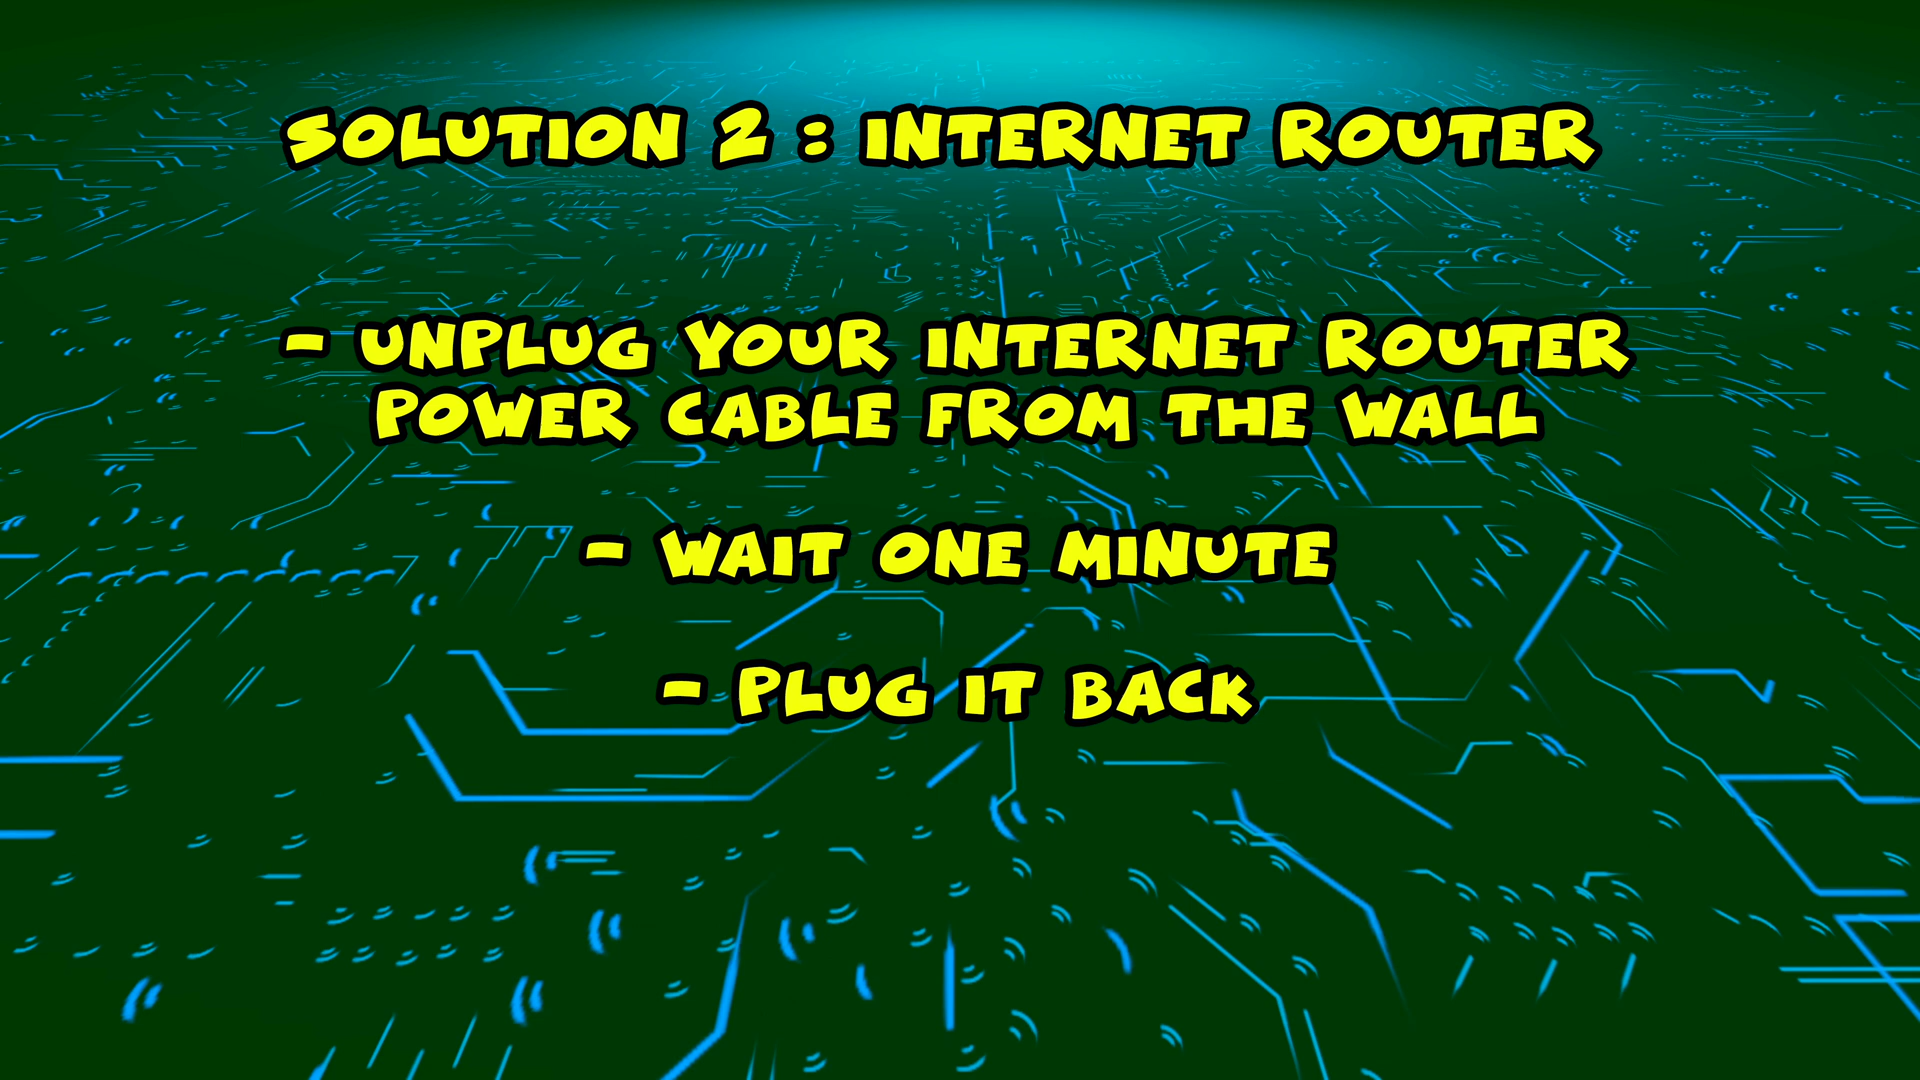 SOLUTION 2 : INTERNET ROUTER
- UNPLUG YOUR INTERNET ROUTER
POWER CABLE FROM THE WALL
- WAIT ONE MINUTE
- PLUG IT BACK